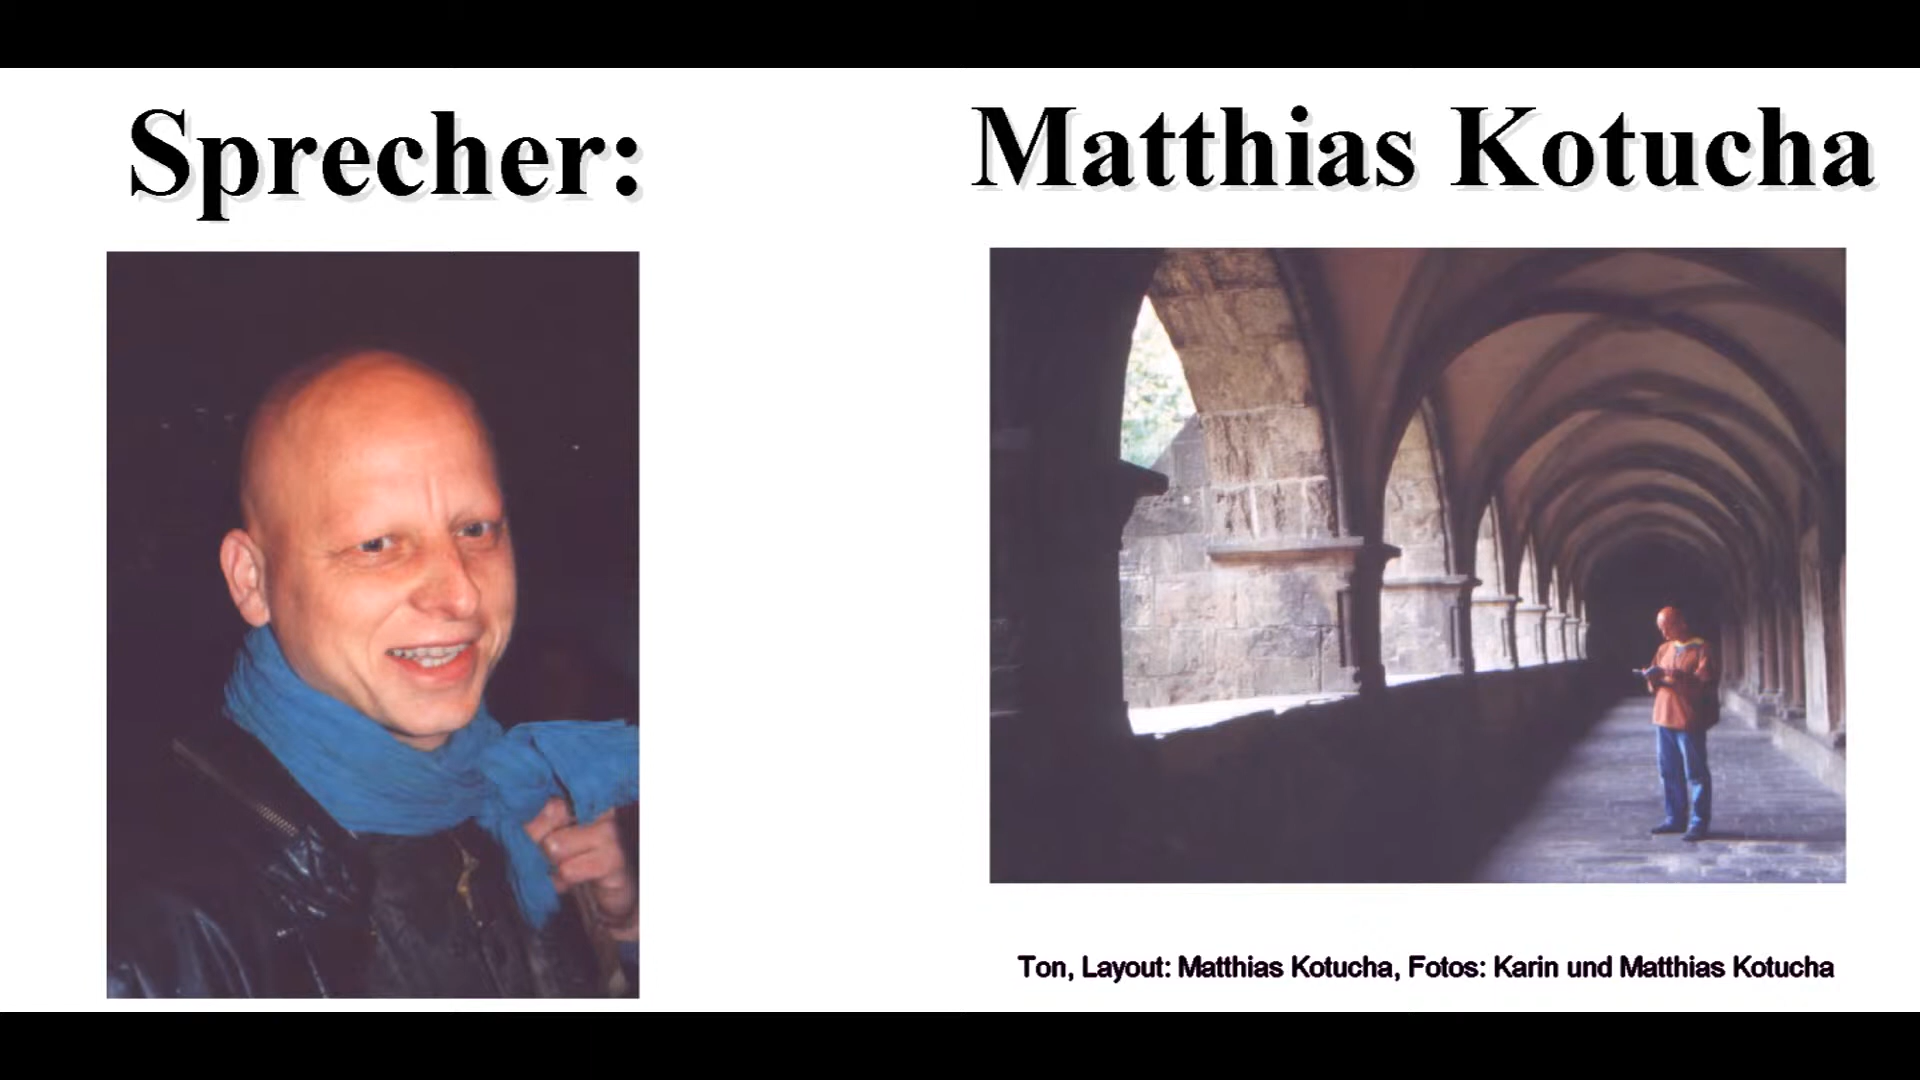 Sprecher:
Matthias Kotucha
Ton, Layout: Matthias Kotucha, Fotos: Karin und Matthias Kotucha